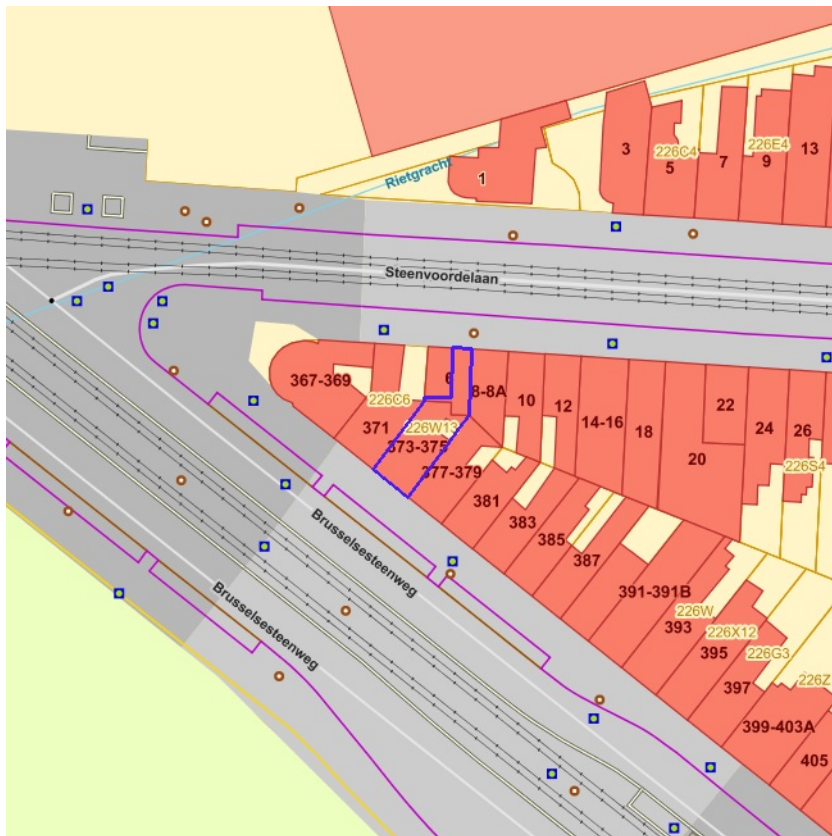 13
3
226C4
226E4
7
9
5
1
Rietgracht
Steenvoordelaan
367-369
6
8-8A
22
226C6
10
12
14-16
24
26
18
371
226W13
373-375
20
226S4
377-379
381
383
385
387
Brusselsesteenweg
391-391B
Brusselsesteenweg
226W
393
226X12
395
226G3
226Z
397
399-403A
405